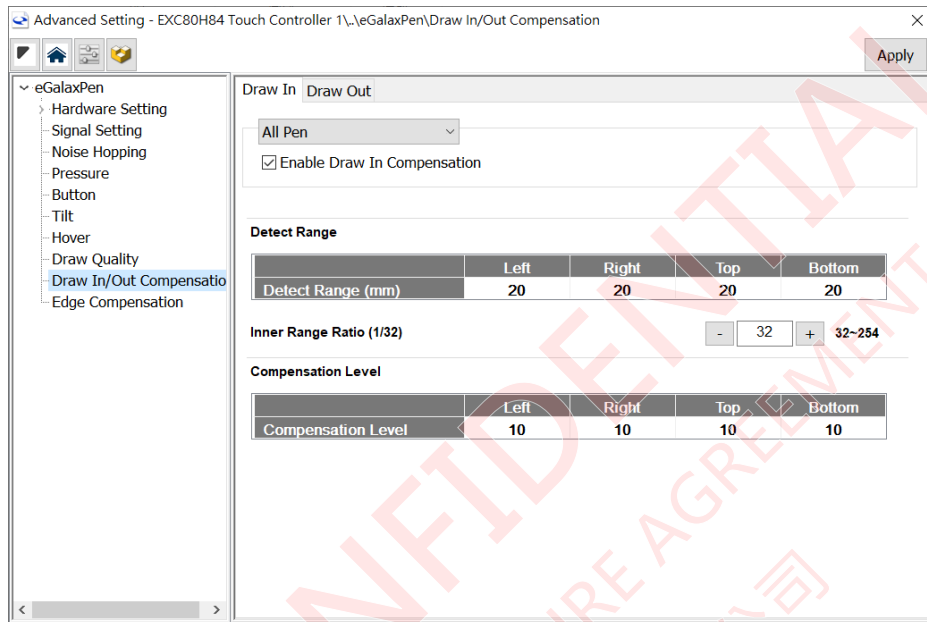 Advanced Setting - EXC80H84 Touch Controller 1\..\eGalaxPen\Draw In/Out Compensation
Apply
eGalaxPen
Hardware Setting
Signal Setting
Noise Hopping
Pressure
Button
Tilt
Hover
Draw Quality
Draw In/Out Compensatio
Edge Compensation
Draw In Draw Out
All Pen
Enable Draw In Compensation
Detect Range
Left Right Top Bottom
Detect Range (mm) 20 20 20 20
Inner Range Ratio (1/32) - 32 + 32~254
Compensation Level
Left Right Top Bottom
Compensation Level 10 10 10 10
NFIDENTIAL
URE AGREEMENT
公司